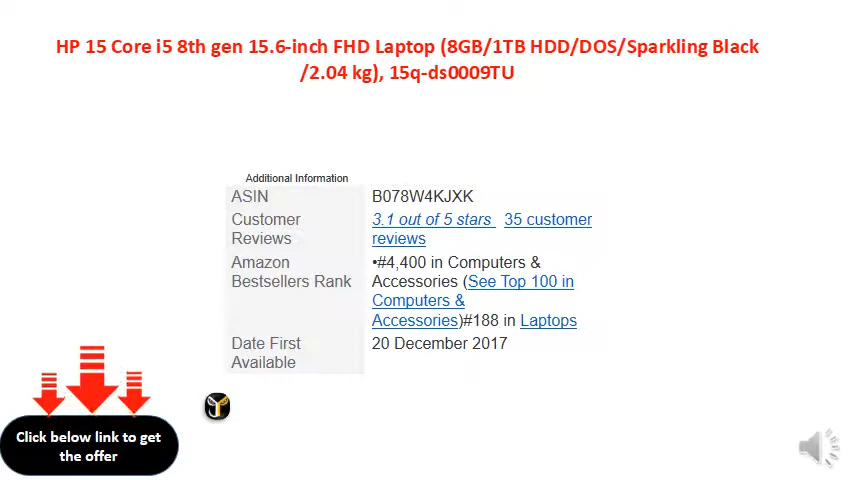 HP 15 Core i5 8th gen 15.6-inch FHD Laptop (8GB/1TB HDD/DOS/Sparkling Black
/2.04 kg), 15q-ds0009TU
Additional Information
ASIN B078W4KJXK
Customer 3.1 out of 5 stars 35 customer
Reviews reviews
Amazon •#4,400 in Computers &
Bestsellers Rank Accessories (See Top 100 in
Computers &
Accessories)#188 in Laptops
Date First 20 December 2017
Available
Click below link to get
the offer